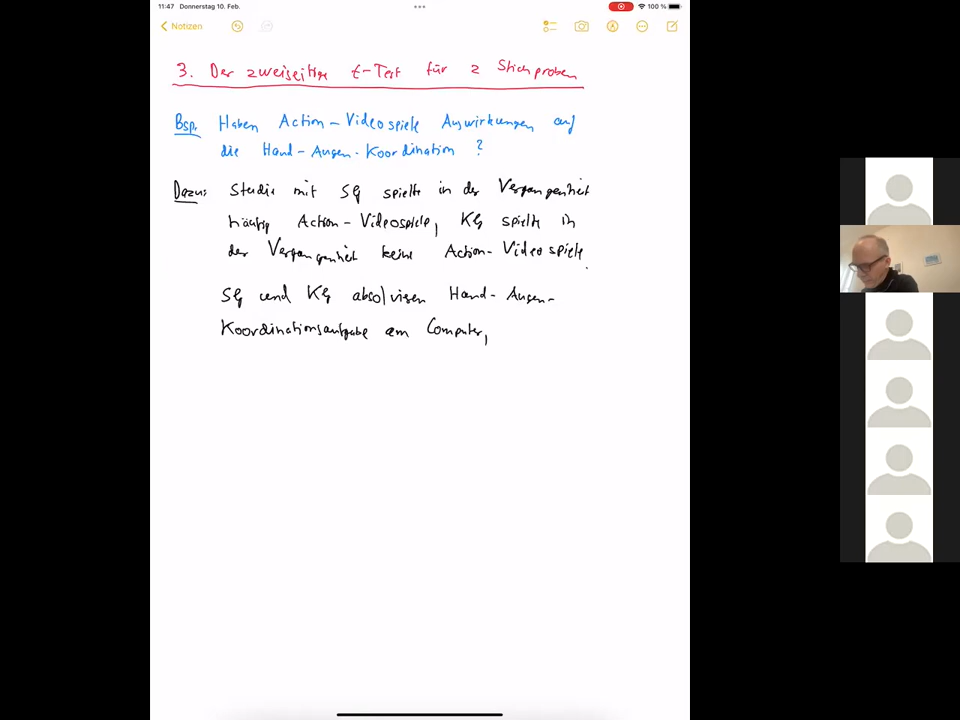 11:47 Donnerstag 10. Feb.
100 %
Notizen
3. Der zweiseitige t-Test für 2 Stichproben
Bsp. Haben Action-Videospiele Auswirkungen auf
die Hand-Augen-Koordination ?
Dazu: Studie mit SG spielte in der Vergangenheit
häufig Action-Videospiele, KG spielte in
der Vergangenheit keine Action-Videospiele.
SG und KG absolvieren Hand-Augen-
Koordinationsaufgabe am Computer,